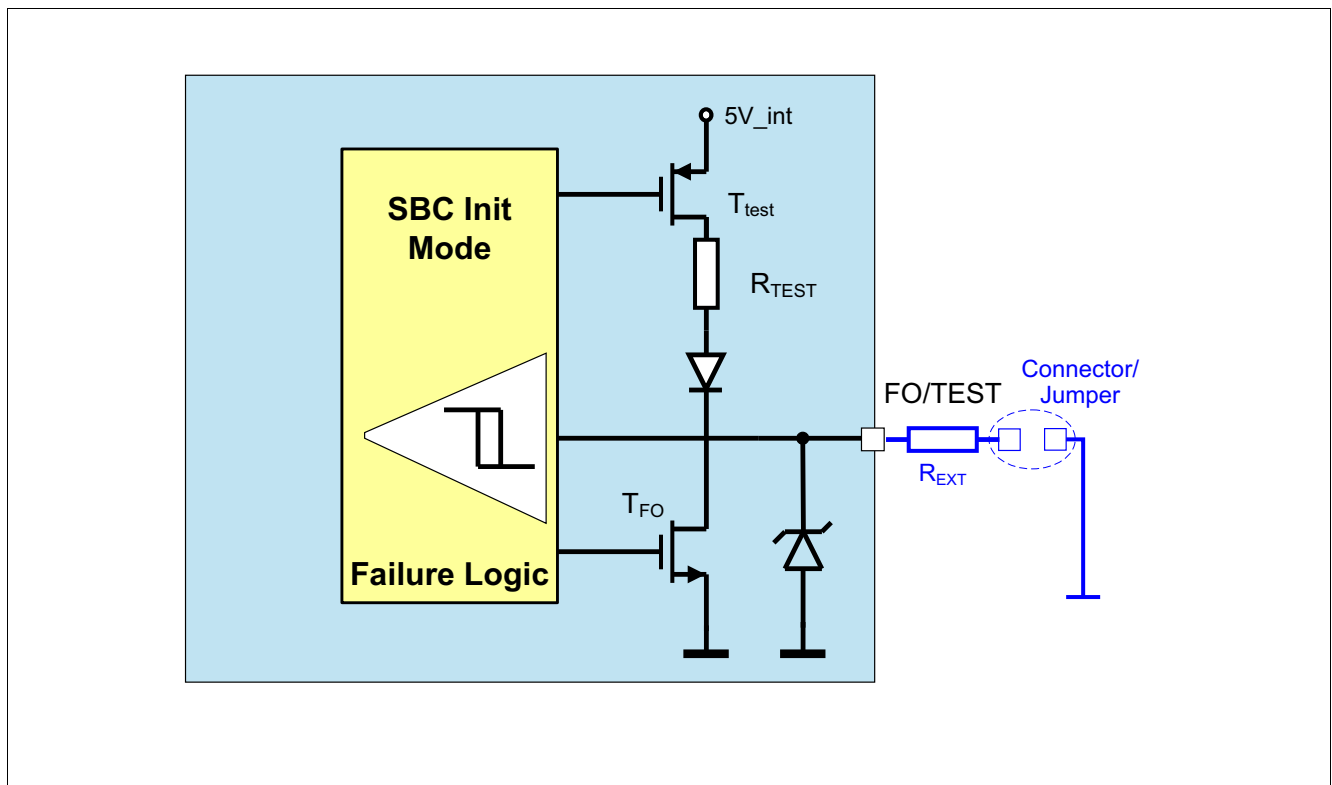 5V_int
SBC Init
Mode
Ttest
RTEST
Connector/
Jumper
FO/TEST
REXT
TFO
Failure Logic